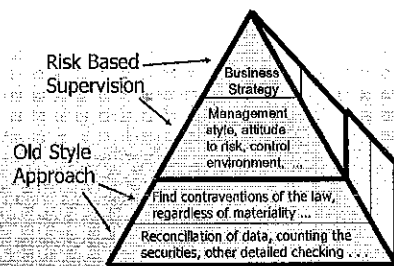 Risk Based
Supervision
Business
Strategy
Management
style, attitude
to risk, control
environment, ...
Old Style
Approach
Find contraventions of the law,
regardless of materiality ...
Reconciliation of data, counting the
securities, other detailed checking . . .